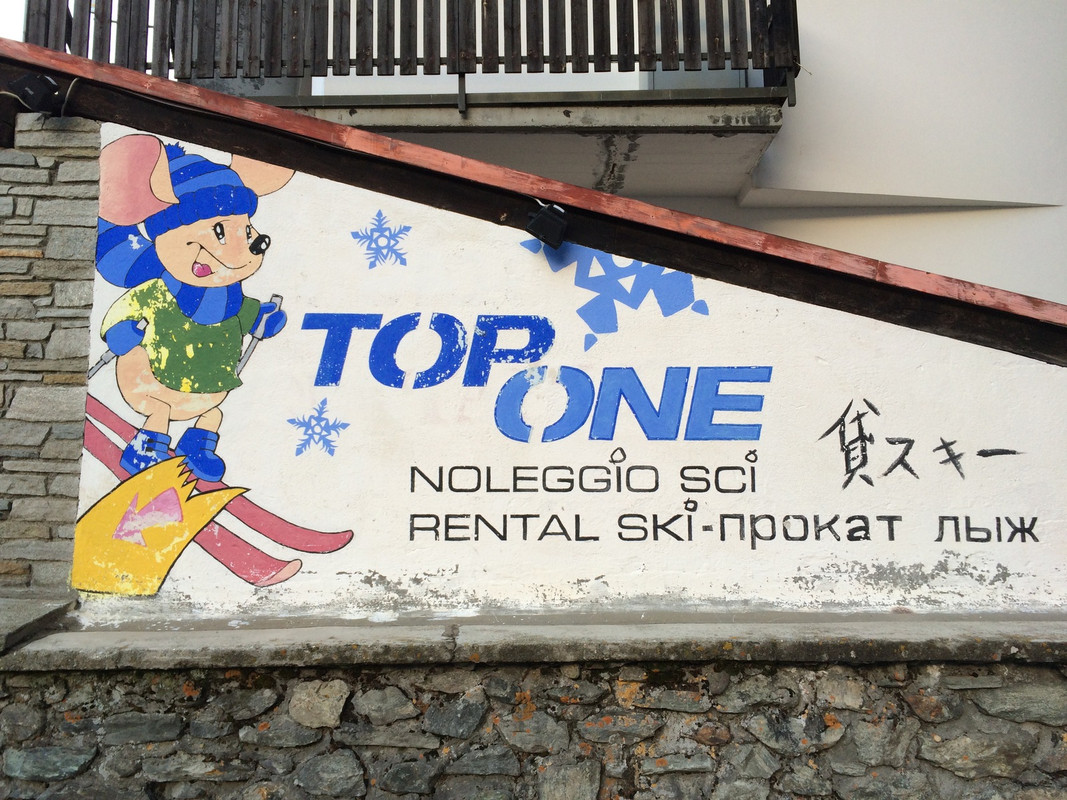 TOP
ONE
貸スキー
NOLEGGIO SCI
RENTAL SKI-прокат лыж